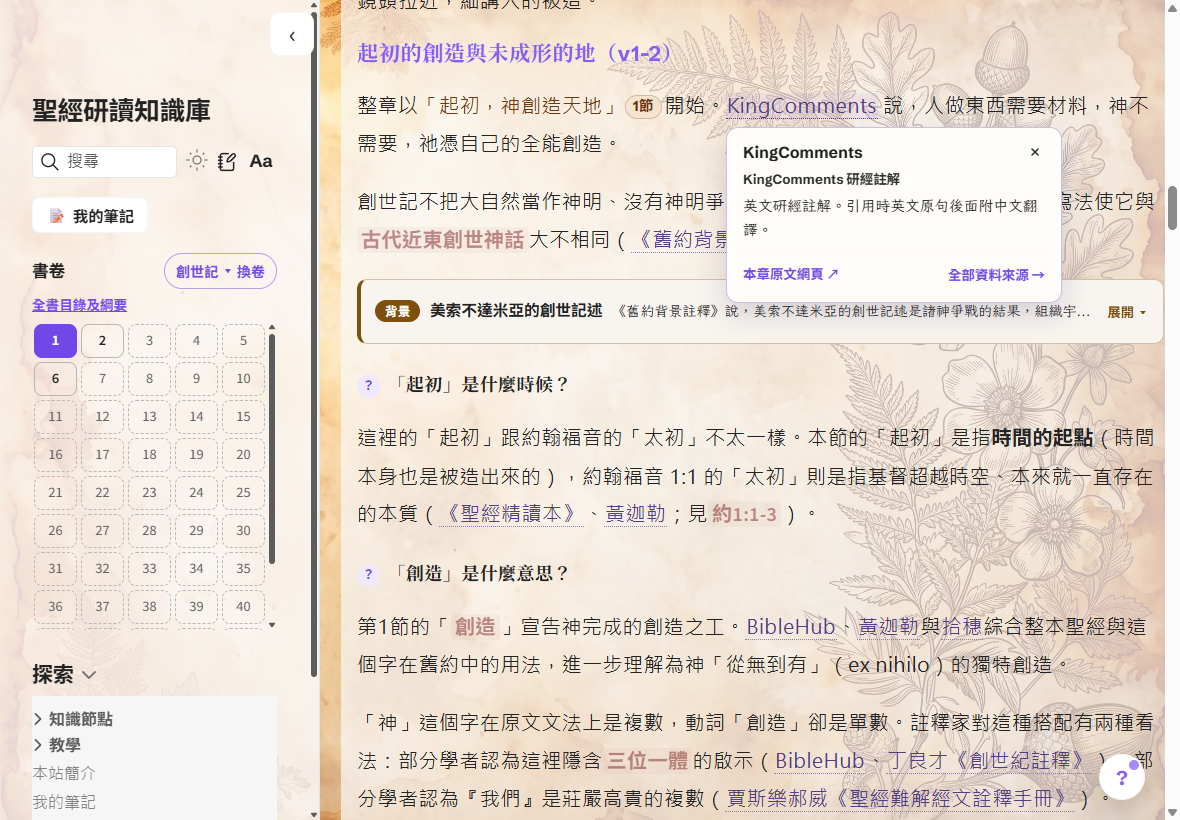 聖經研讀知識庫
搜尋
Aa
我的筆記
書卷
創世記 換卷
全書目錄及綱要
1 2 3 4 5
6 7 8 9 10
11 12 13 14 15
16 17 18 19 20
21 22 23 24 25
26 27 28 29 30
31 32 33 34 35
36 37 38 39 40
探索
知識節點
教學
本站簡介
我的筆記
鏡頭拉近，細講人的被造。
起初的創造與未成形的地（v1-2）
整章以「起初，神創造天地」 1節 開始。KingComments 說，人做東西需要材料，神不
需要，祂憑自己的全能創造。
創世記不把大自然當作神明、沒有神明爭
寫法使它與
古代近東創世神話 大不相同（《舊約背景
KingComments ×
KingComments 研經註解
英文研經註解。引用時英文原句後面附中文翻
譯。
本章原文網頁 ↗ 全部資料來源 →
背景 美索不達米亞的創世記述 《舊約背景註釋》說，美索不達米亞的創世記述是諸神爭戰的結果，組織宇… 展開
? 「起初」是什麼時候？
這裡的「起初」跟約翰福音的「太初」不太一樣。本節的「起初」是指時間的起點（時間
本身也是被造出來的），約翰福音 1:1 的「太初」則是指基督超越時空、本來就一直存在
的本質（《聖經精讀本》、黃迦勒；見 約1:1-3 ）。
? 「創造」是什麼意思？
第1節的「 創造 」宣告神完成的創造之工。BibleHub、黃迦勒與拾穗綜合整本聖經與這
個字在舊約中的用法，進一步理解為神「從無到有」（ex nihilo）的獨特創造。
「神」這個字在原文文法上是複數，動詞「創造」卻是單數。註釋家對這種搭配有兩種看
法：部分學者認為這裡隱含 三位一體 的啟示（BibleHub、丁良才《創世紀註釋》）
部
分學者認為『我們』是莊嚴高貴的複數（賈斯樂郝威《聖經難解經文詮釋手冊》）。
?